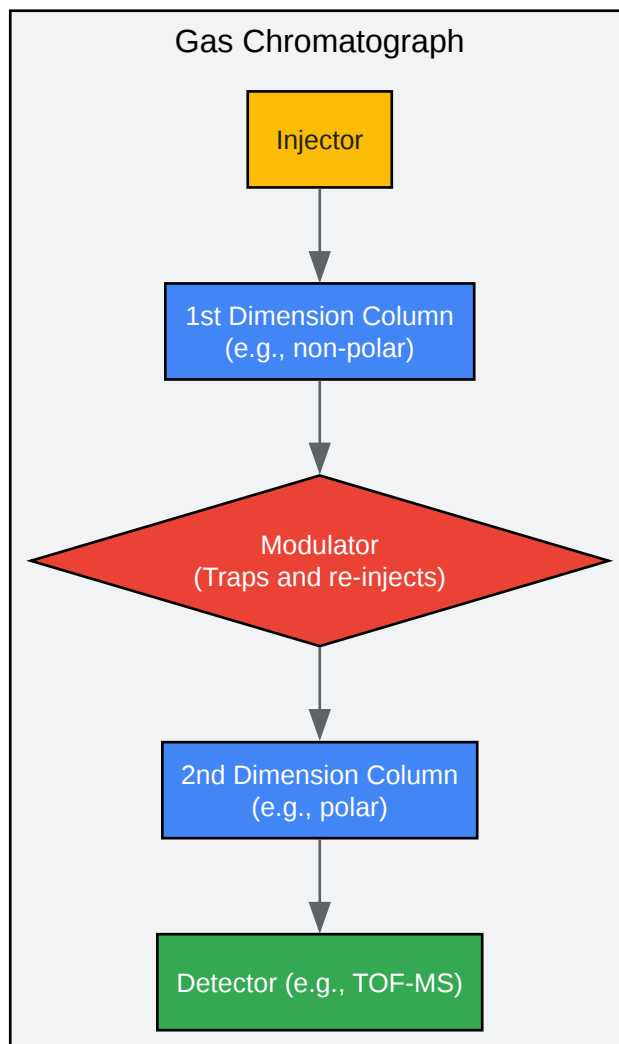 Gas Chromatograph
Injector
1st Dimension Column
(e.g., non-polar)
Modulator
(Traps and re-injects)
2nd Dimension Column
(e.g., polar)
Detector (e.g., TOF-MS)